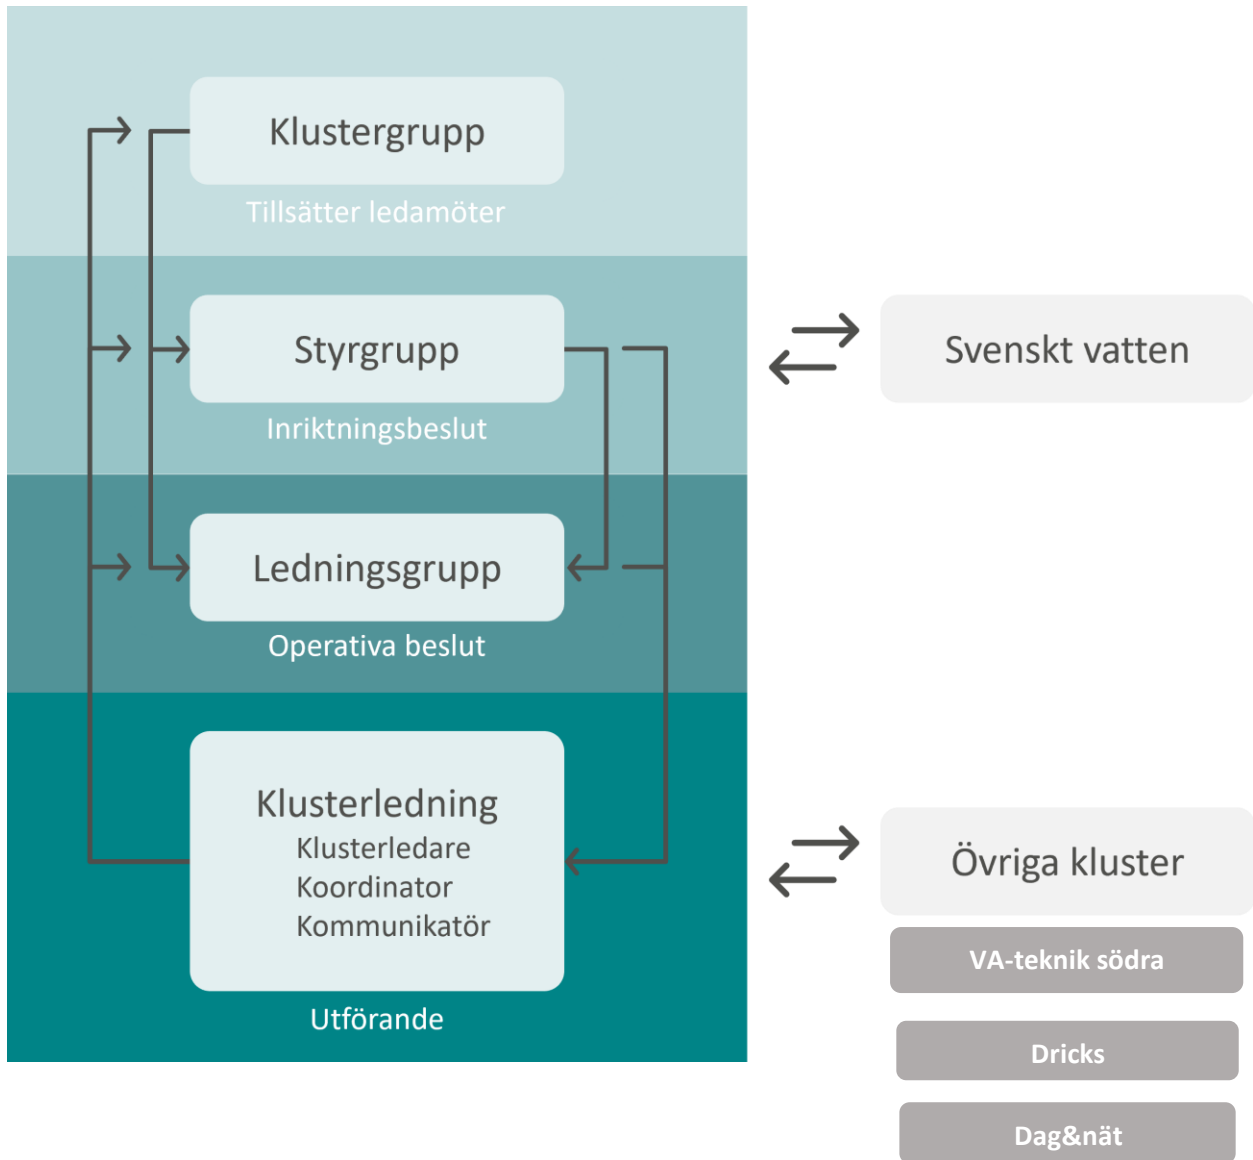 Klustergrupp
Tillsätter ledamöter
Styrgrupp
Inriktningsbeslut
Svenskt vatten
Ledningsgrupp
Operativa beslut
Klusterledning
Klusterledare
Koordinator
Kommunikatör
Utförande
Övriga kluster
VA-teknik södra
Dricks
Dag&nät